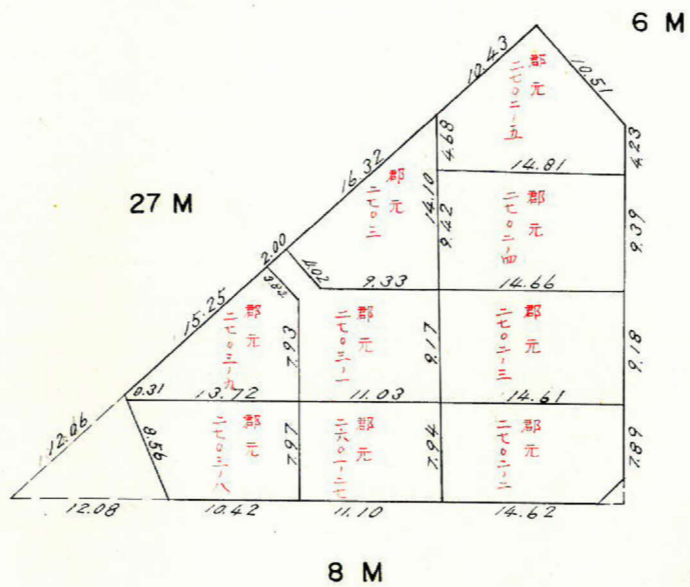 6 M
10.43
10.51
郡元
二七〇二ノ五
4.68
14.81
4.23
16.32
郡元
二七〇三
14.10
9.42
郡元
二七〇二ノ四
9.39
27 M
2.00
4.02
9.33
14.66
3.82
15.25
郡元
二七〇三ノ九
7.93
郡元
二七〇三ノ一
9.17
郡元
二七〇二ノ三
9.18
0.31
13.72
11.03
14.61
12.06
8.56
郡元
二七〇三ノ八
7.97
郡元
二六〇一ノ二七
7.94
郡元
二七〇二ノ二
7.89
12.08
10.42
11.10
14.62
8 M